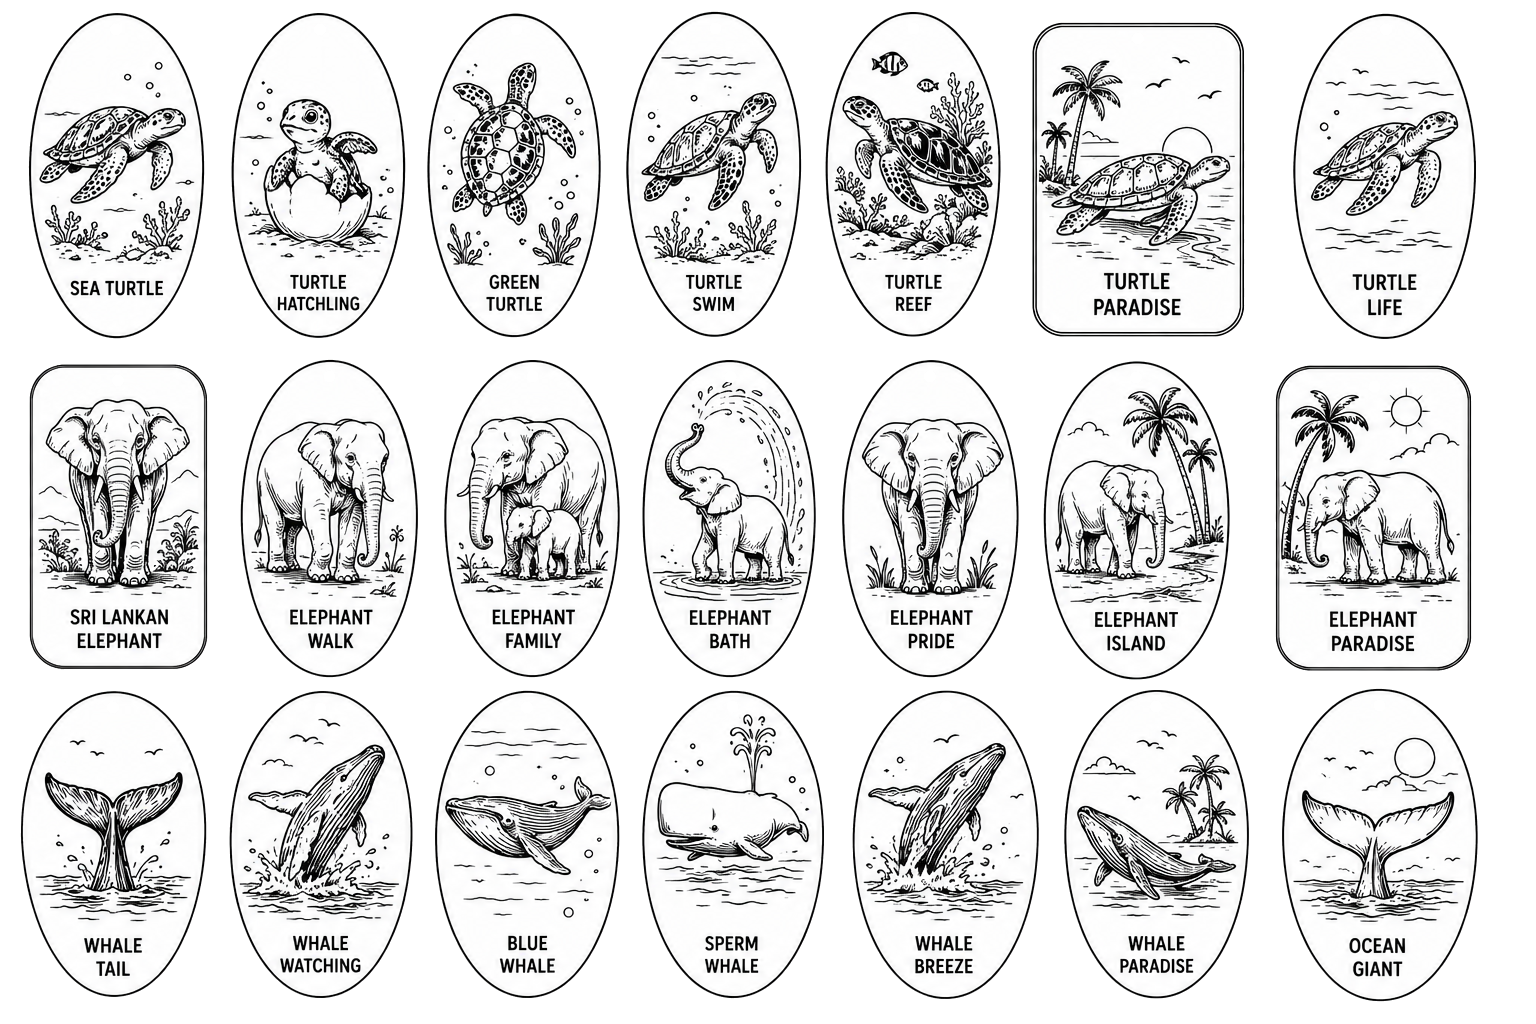 SEA TURTLE
TURTLE
HATCHLING
GREEN
TURTLE
TURTLE
SWIM
TURTLE
REEF
TURTLE
PARADISE
TURTLE
LIFE
SRI LANKAN
ELEPHANT
ELEPHANT
WALK
ELEPHANT
FAMILY
ELEPHANT
BATH
ELEPHANT
PRIDE
ELEPHANT
ISLAND
ELEPHANT
PARADISE
WHALE
TAIL
WHALE
WATCHING
BLUE
WHALE
SPERM
WHALE
WHALE
BREEZE
WHALE
PARADISE
OCEAN
GIANT